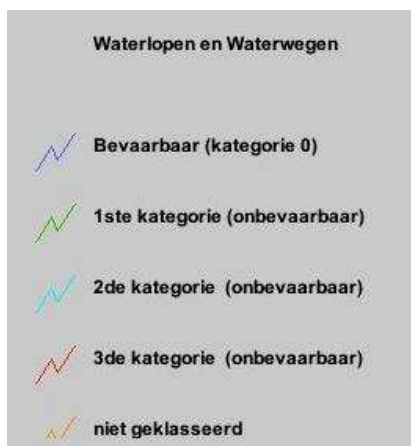 Waterlopen en Waterwegen
Bevaarbaar (kategorie 0)
1ste kategorie (onbevaarbaar)
2de kategorie (onbevaarbaar)
3de kategorie (onbevaarbaar)
niet geklasseerd